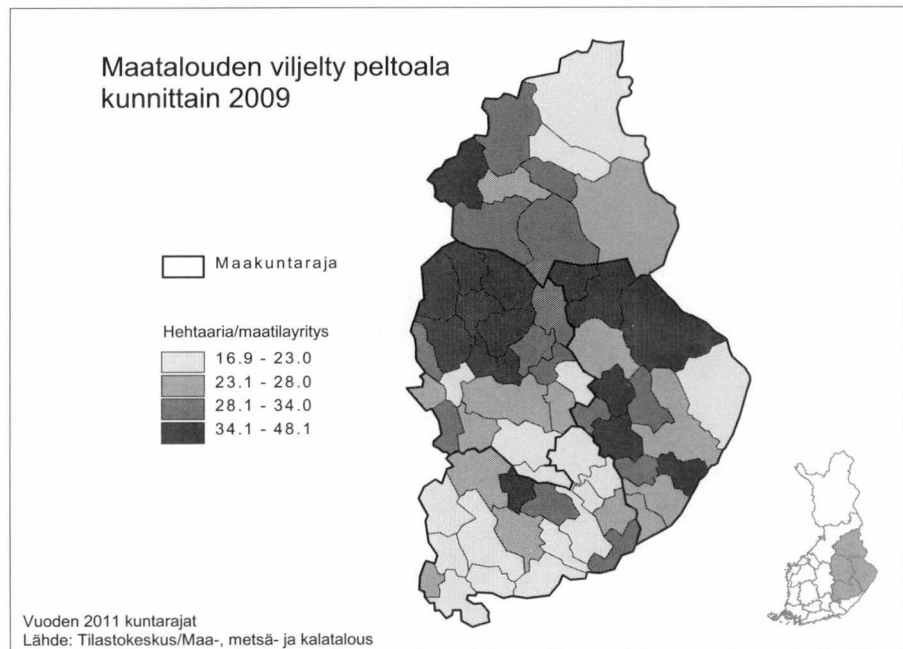 Maatalouden viljelty peltoala
kunnittain 2009
Maakuntaraja
Hehtaaria/maatilayritys
16.9 - 23.0
23.1 - 28.0
28.1 - 34.0
34.1 - 48.1
Vuoden 2011 kuntarajat
Lähde: Tilastokeskus/Maa-, metsä- ja kalatalous